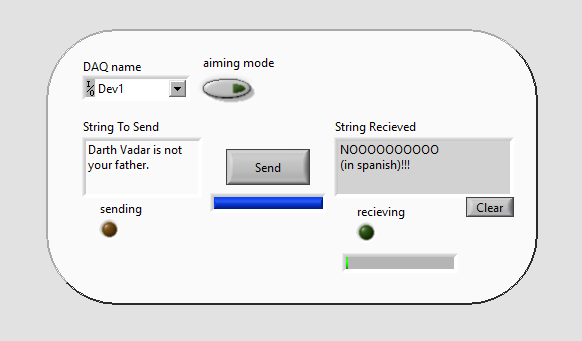 DAQ name
aiming mode
I/O Dev1
String To Send
String Recieved
Darth Vadar is not
your father.
Send
NOOOOOOOOOO
(in spanish)!!!
sending
recieving
Clear